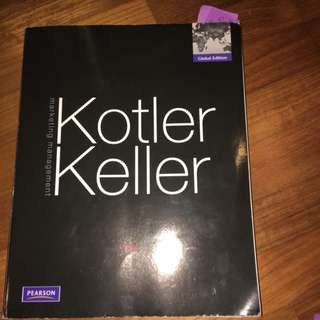 Global Edition
marketing management
Kotler
Keller
PEARSON